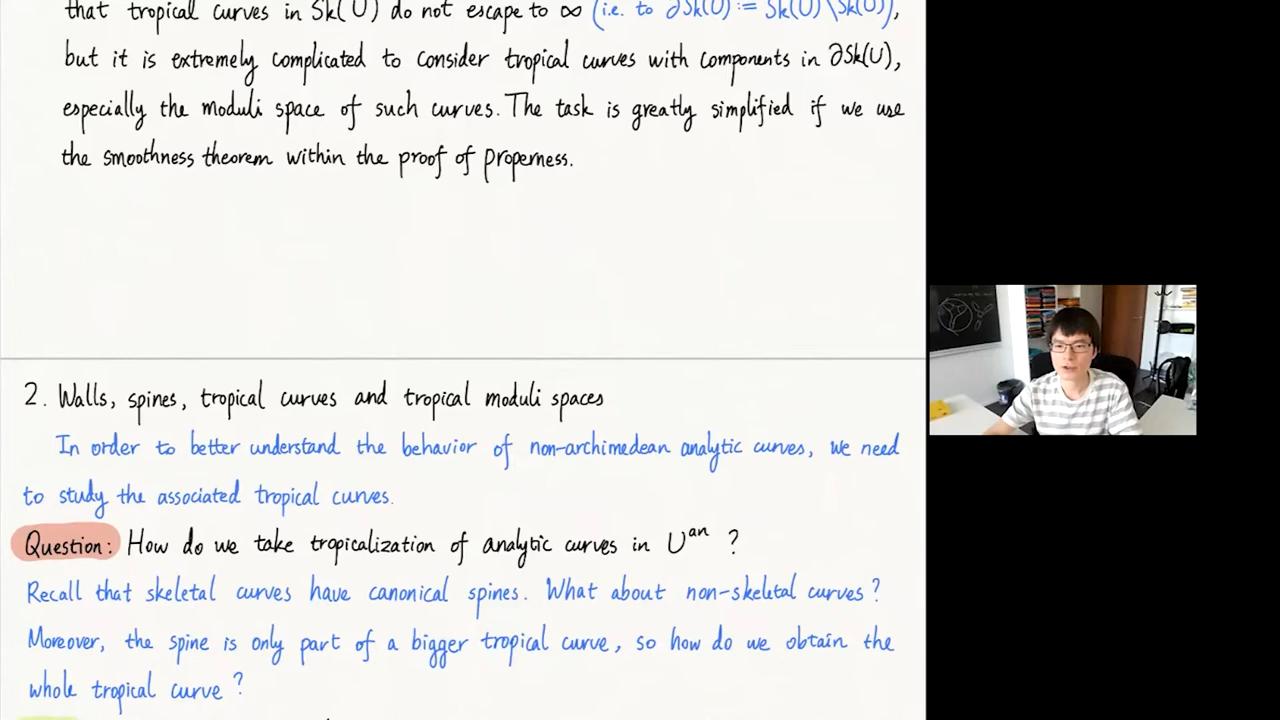 that tropical curves in Sk(U) do not escape to ∞ (i.e. to ∂Sk(U) := S̅k̅(̅U̅)̅ \ Sk(U)),
but it is extremely complicated to consider tropical curves with components in ∂Sk(U),
especially the moduli space of such curves. The task is greatly simplified if we use
the smoothness theorem within the proof of properness.
2. Walls, spines, tropical curves and tropical moduli spaces
In order to better understand the behavior of non-archimedean analytic curves, we need
to study the associated tropical curves.
Question: How do we take tropicalization of analytic curves in U^an ?
Recall that skeletal curves have canonical spines. What about non-skeletal curves?
Moreover, the spine is only part of a bigger tropical curve, so how do we obtain the
whole tropical curve?